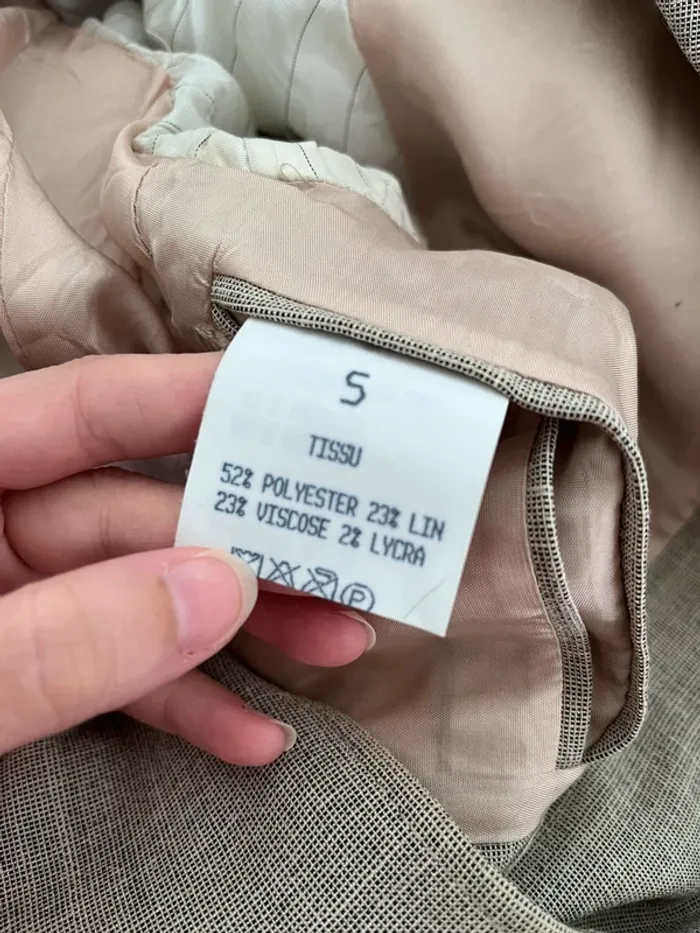 S
TISSU
52% POLYESTER 23% LIN
23% VISCOSE 2% LYCRA
P